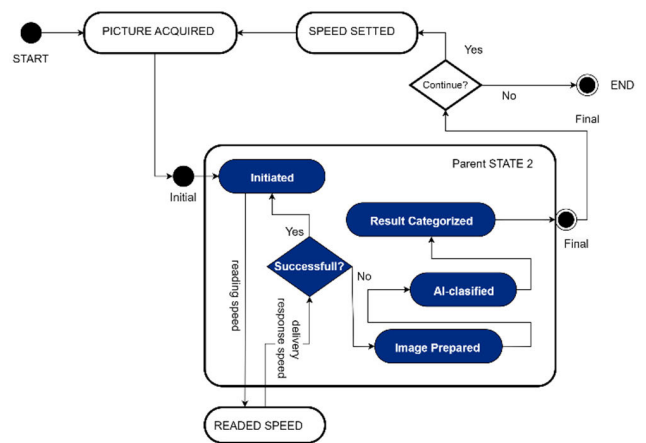 PICTURE ACQUIRED
SPEED SETTED
START
Yes
Continue?
No
END
Final
Parent STATE 2
Initial
Initiated
Result Categorized
Final
Yes
Successfull?
No
AI-clasified
Image Prepared
reading speed
delivery
response speed
READED SPEED